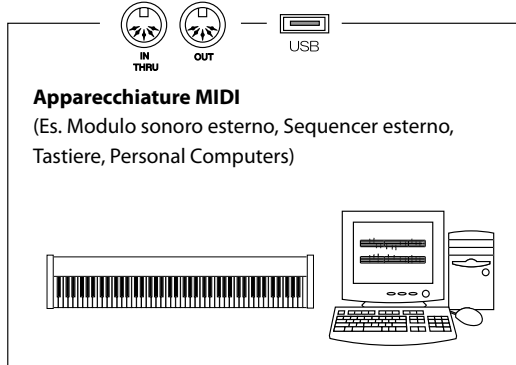 IN
THRU
OUT
USB
Apparecchiature MIDI
(Es. Modulo sonoro esterno, Sequencer esterno,
Tastiere, Personal Computers)